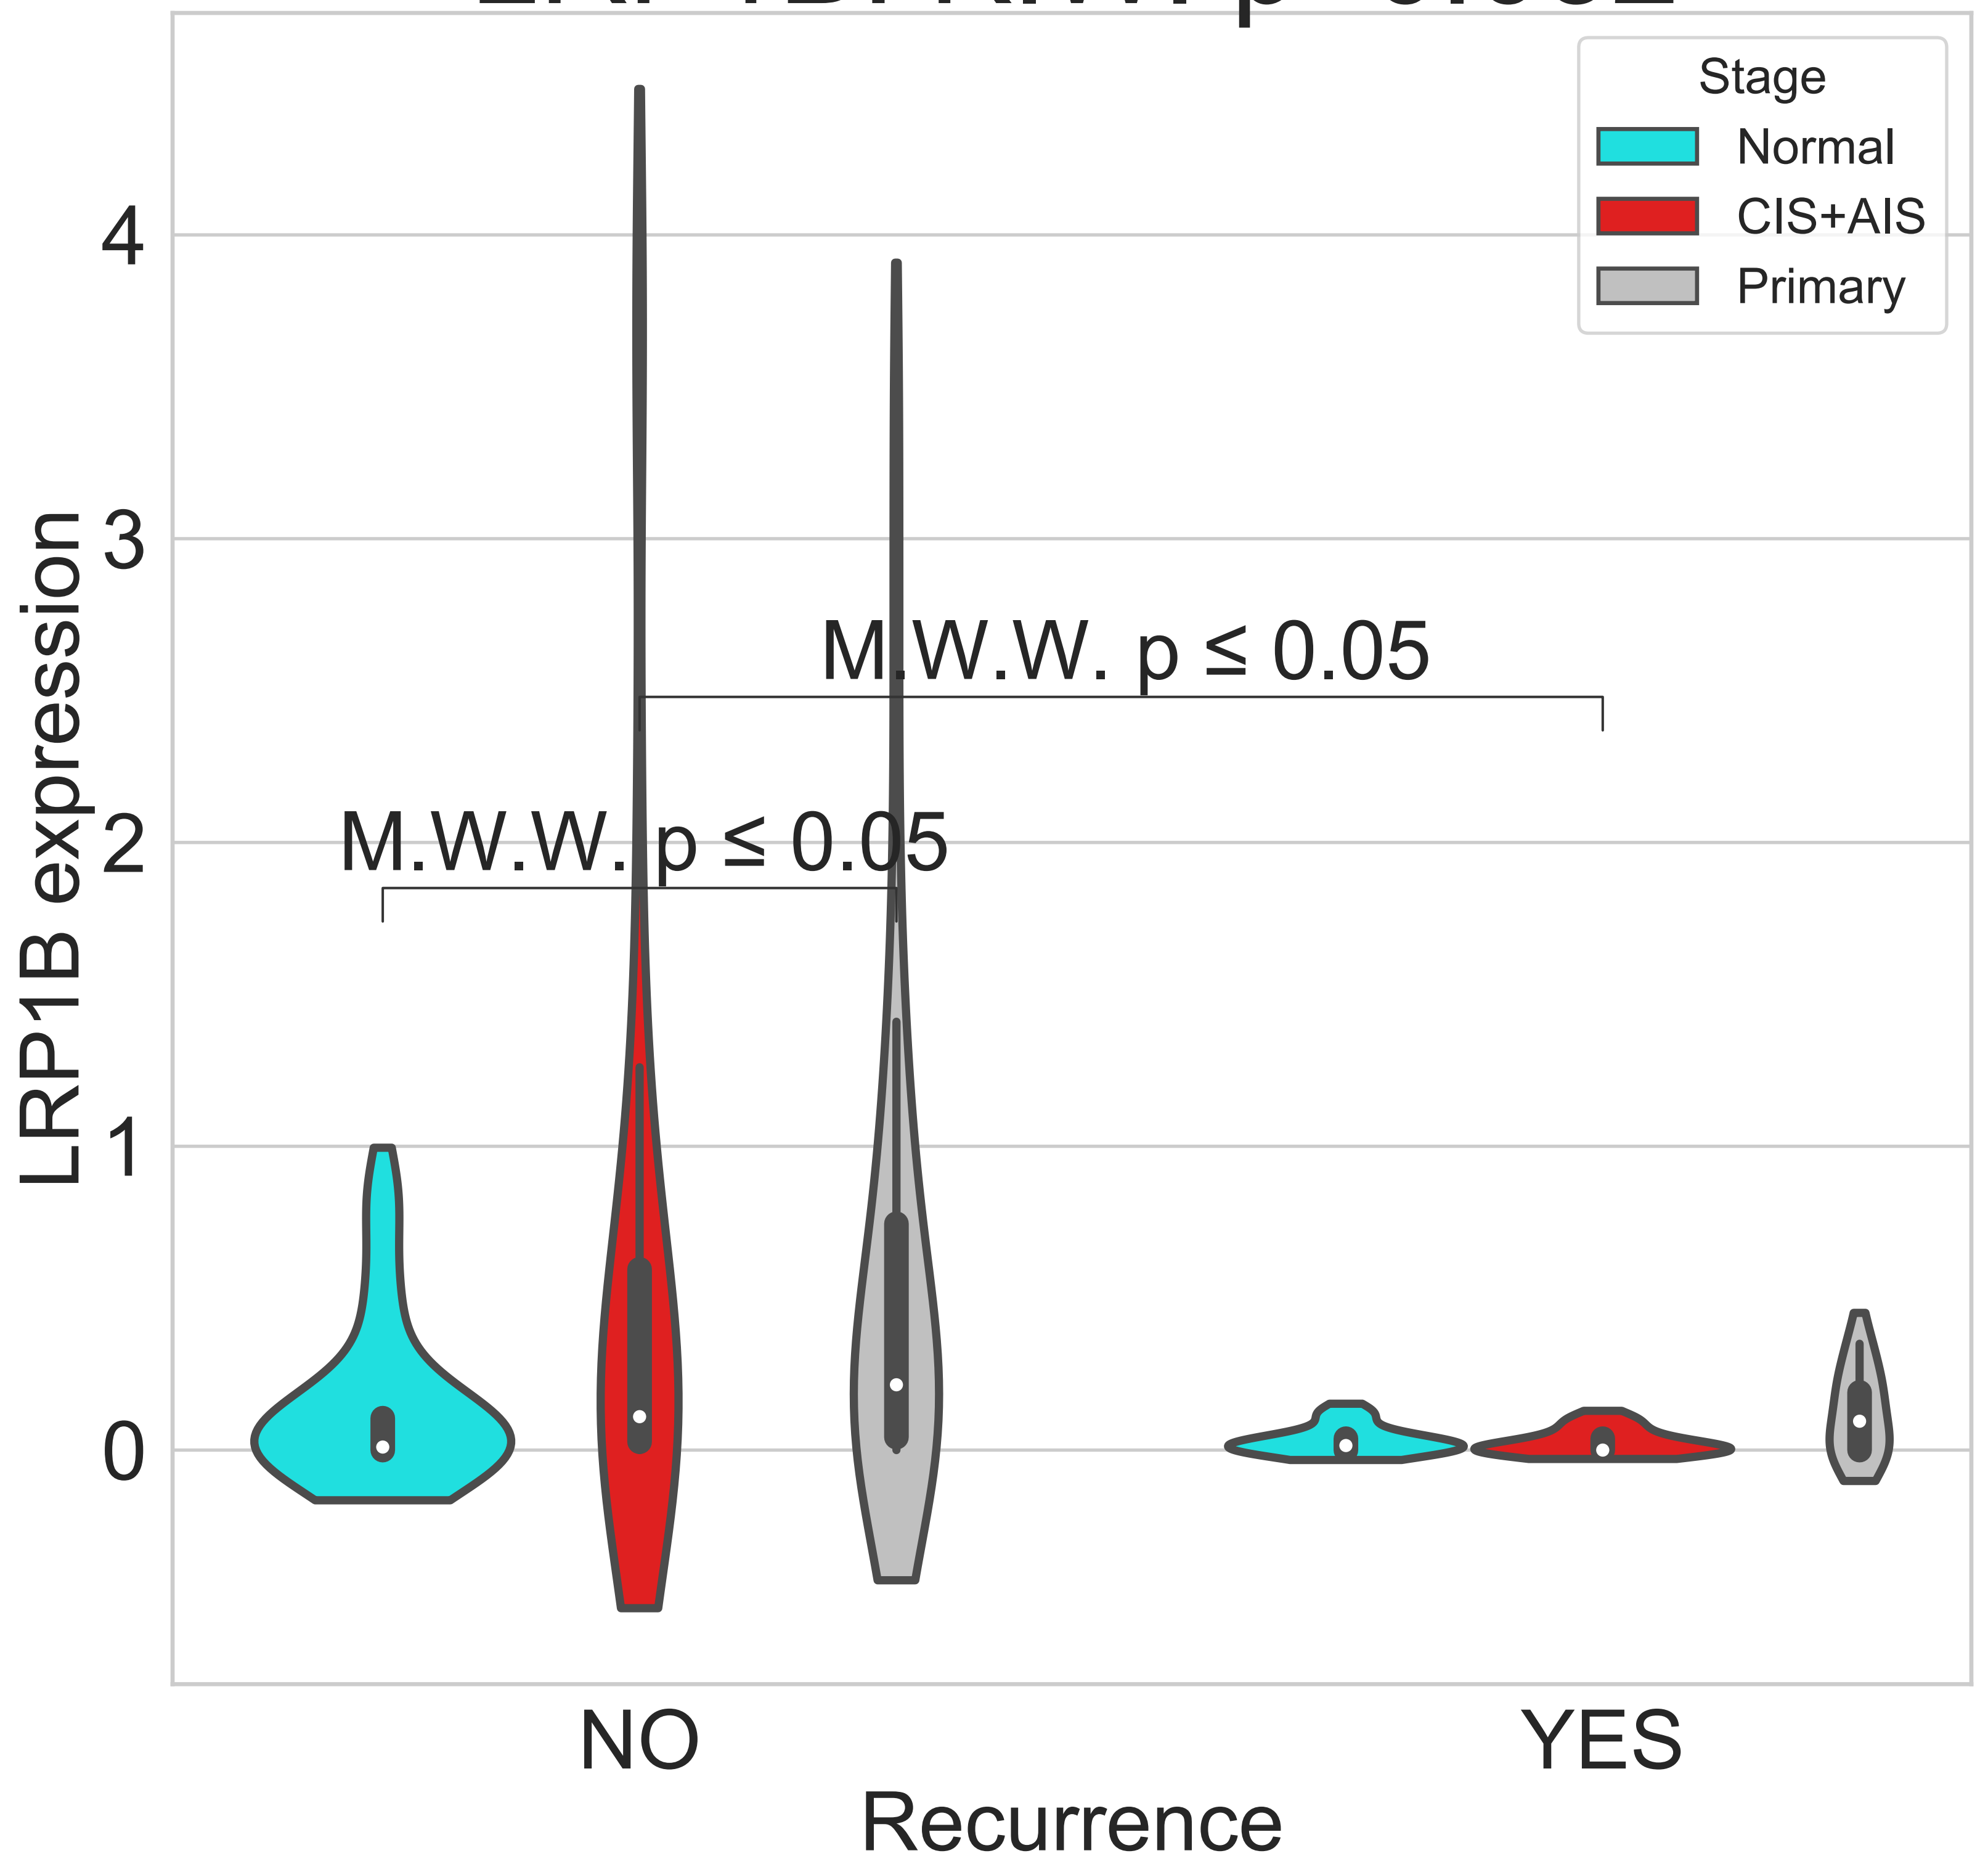 Stage
Normal
CIS+AIS
Primary
4
3
2
1
0
LRP1B expression
M.W.W. p ≤ 0.05
M.W.W. p ≤ 0.05
NO
YES
Recurrence